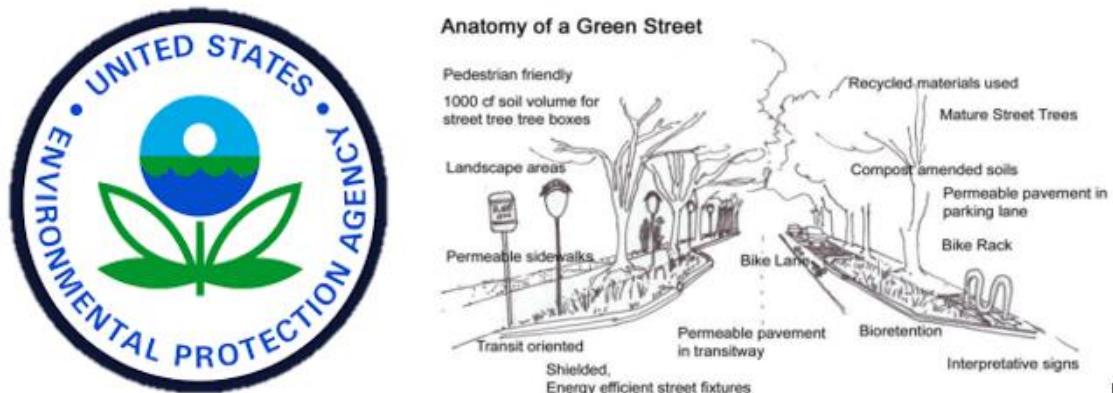 UNITED STATES
ENVIRONMENTAL PROTECTION AGENCY
Anatomy of a Green Street
Pedestrian friendly
1000 cf soil volume for
street tree tree boxes
Landscape areas
Permeable sidewalks
Transit oriented
Shielded,
Energy efficient street fixtures
Permeable pavement
in transitway
Bike Lane
Recycled materials used
Mature Street Trees
Compost amended soils
Permeable pavement in
parking lane
Bike Rack
Bioretention
Interpretative signs